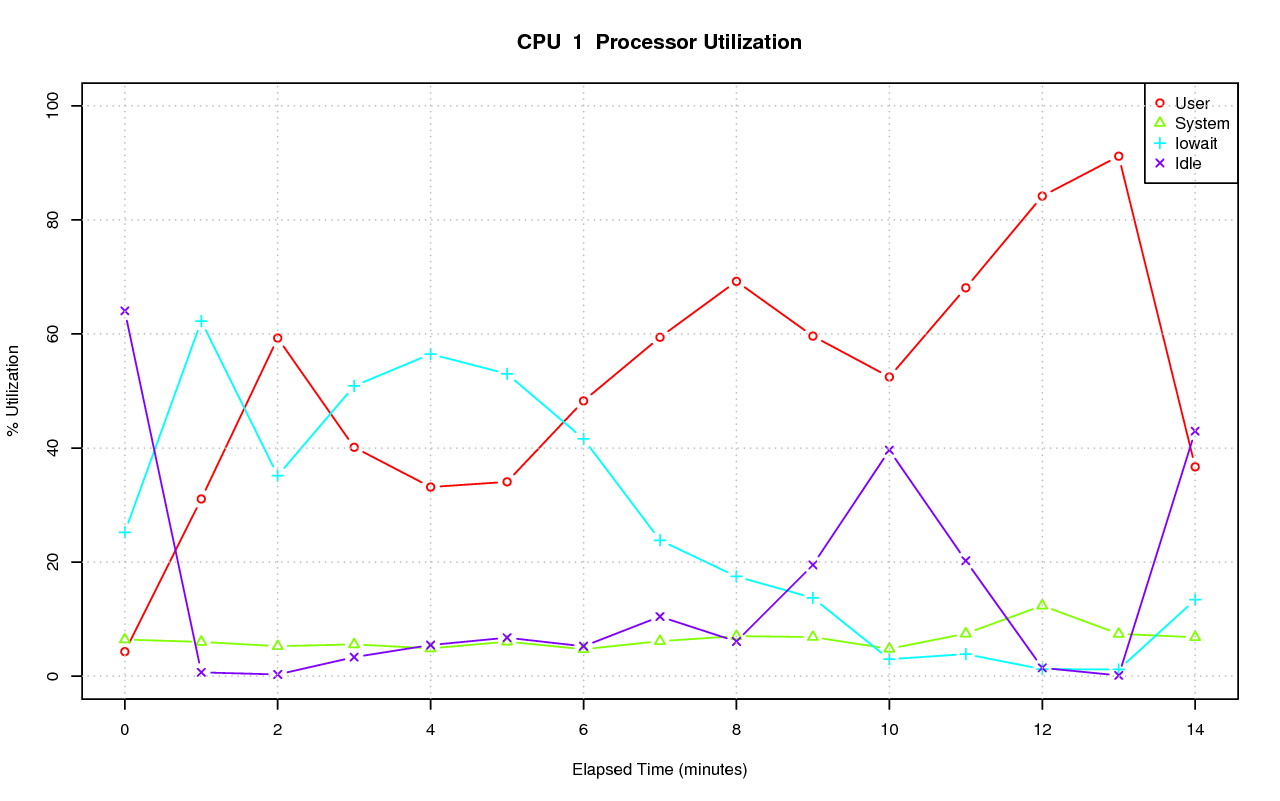 CPU  1  Processor Utilization
100
80
60
40
20
0
% Utilization
User
System
Iowait
Idle
0 2 4 6 8 10 12 14
Elapsed Time (minutes)